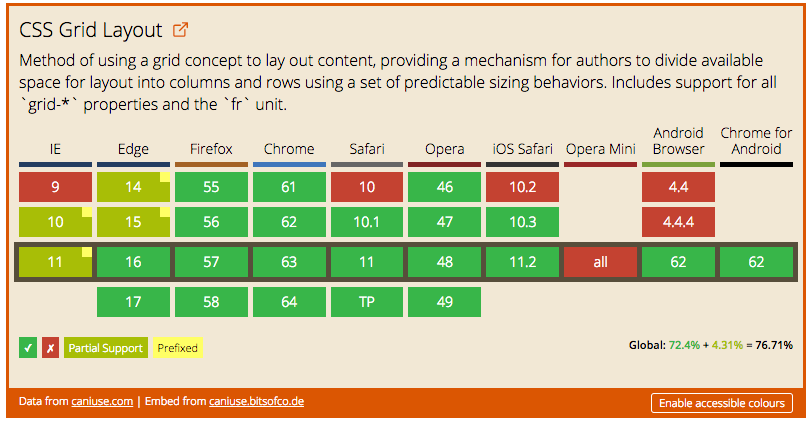 CSS Grid Layout
Method of using a grid concept to lay out content, providing a mechanism for authors to divide available
space for layout into columns and rows using a set of predictable sizing behaviors. Includes support for all
`grid-*` properties and the `fr` unit.
IE Edge Firefox Chrome Safari Opera iOS Safari Opera Mini Android Browser Chrome for Android
9 14 55 61 10 46 10.2 4.4
10 15 56 62 10.1 47 10.3 4.4.4
11 16 57 63 11 48 11.2 all 62 62
17 58 64 TP 49
✓ ✗ Partial Support Prefixed Global: 72.4% + 4.31% = 76.71%
Data from caniuse.com | Embed from caniuse.bitsofco.de Enable accessible colours